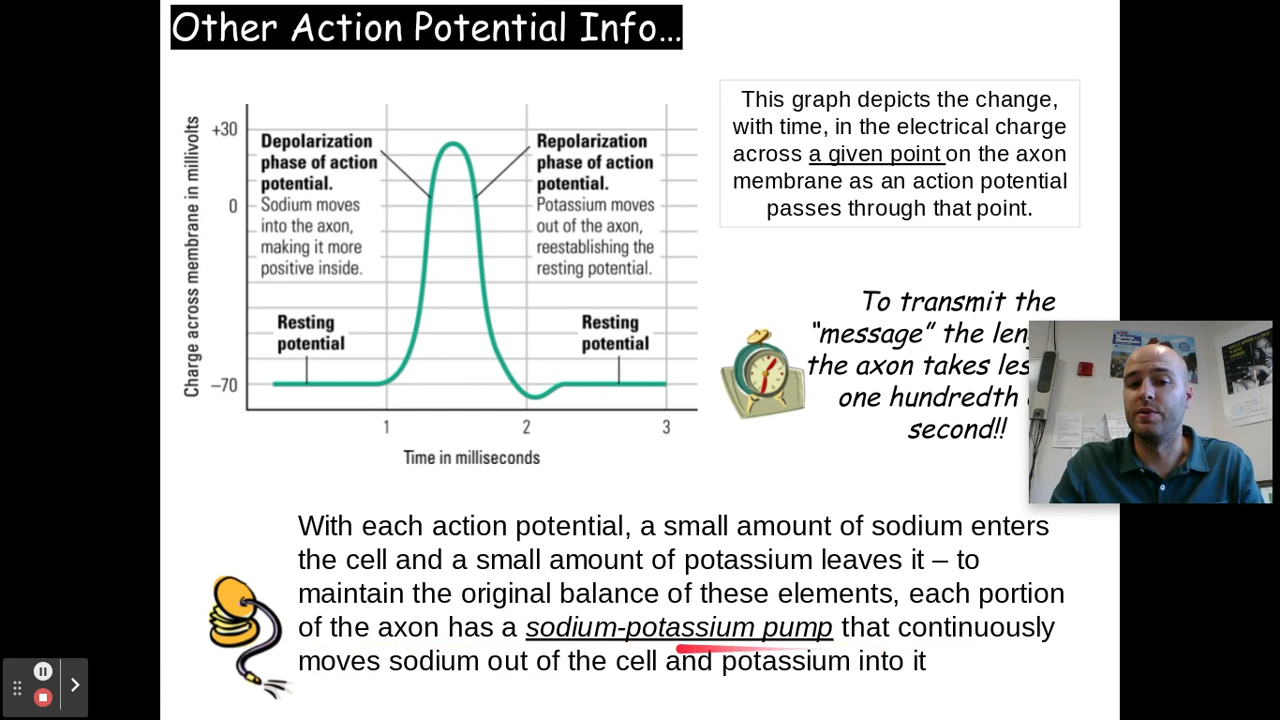 Other Action Potential Info...
Charge across membrane in millivolts
+30
0
–70
Depolarization
phase of action
potential.
Sodium moves
into the axon,
making it more
positive inside.
Repolarization
phase of action
potential.
Potassium moves
out of the axon,
reestablishing the
resting potential.
Resting
potential
Resting
potential
1
2
3
Time in milliseconds
This graph depicts the change,
with time, in the electrical charge
across a given point on the axon
membrane as an action potential
passes through that point.
To transmit the
“message” the
the axon takes
one hundredth
second!!
With each action potential, a small amount of sodium enters
the cell and a small amount of potassium leaves it – to
maintain the original balance of these elements, each portion
of the axon has a sodium-potassium pump that continuously
moves sodium out of the cell and potassium into it